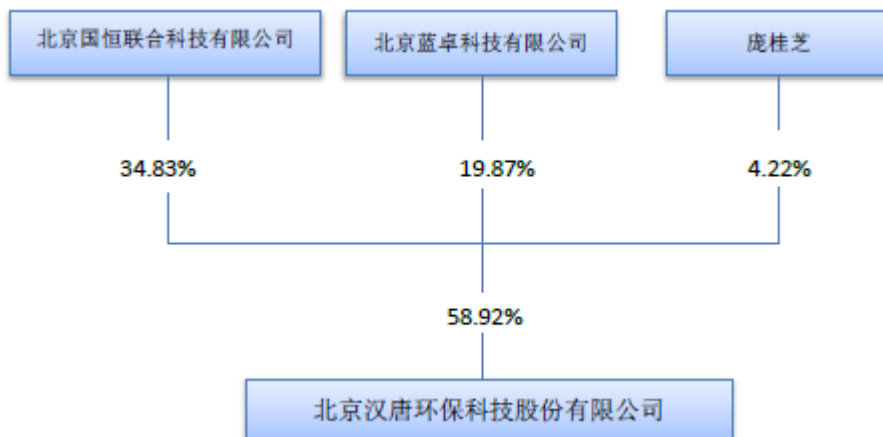 北京国恒联合科技有限公司
北京蓝卓科技有限公司
庞桂芝
34.83%
19.87%
4.22%
58.92%
北京汉唐环保科技股份有限公司